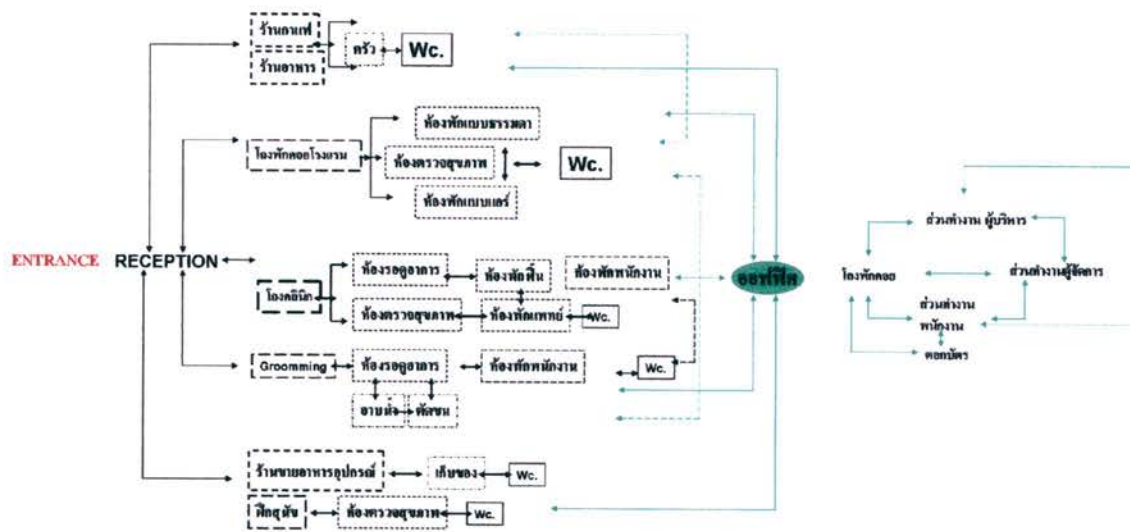 ร้านกาแฟ
ร้านอาหาร
ครัว
Wc.
ห้องพักแบบธรรมดา
โถงพักคอยโรงแรม
ห้องตรวจสุขภาพ
Wc.
ห้องพักแบบแอร์
ENTRANCE
RECEPTION
โถงคลินิก
ห้องรอดูอาการ
ห้องพักฟื้น
ห้องพักพนักงาน
ห้องตรวจสุขภาพ
ห้องพักแพทย์
Wc.
Groomming
ห้องรอดูอาการ
ห้องพักพนักงาน
Wc.
อาบน้ำ
ตัดขน
ร้านขายอาหารอุปกรณ์
เก็บของ
Wc.
ฝึกสุนัข
ห้องตรวจสุขภาพ
Wc.
ออฟฟิต
ส่วนทำงาน ผู้บริหาร
โถงพักคอย
ส่วนทำงานผู้จัดการ
ส่วนทำงาน
พนักงาน
ตอกบัตร